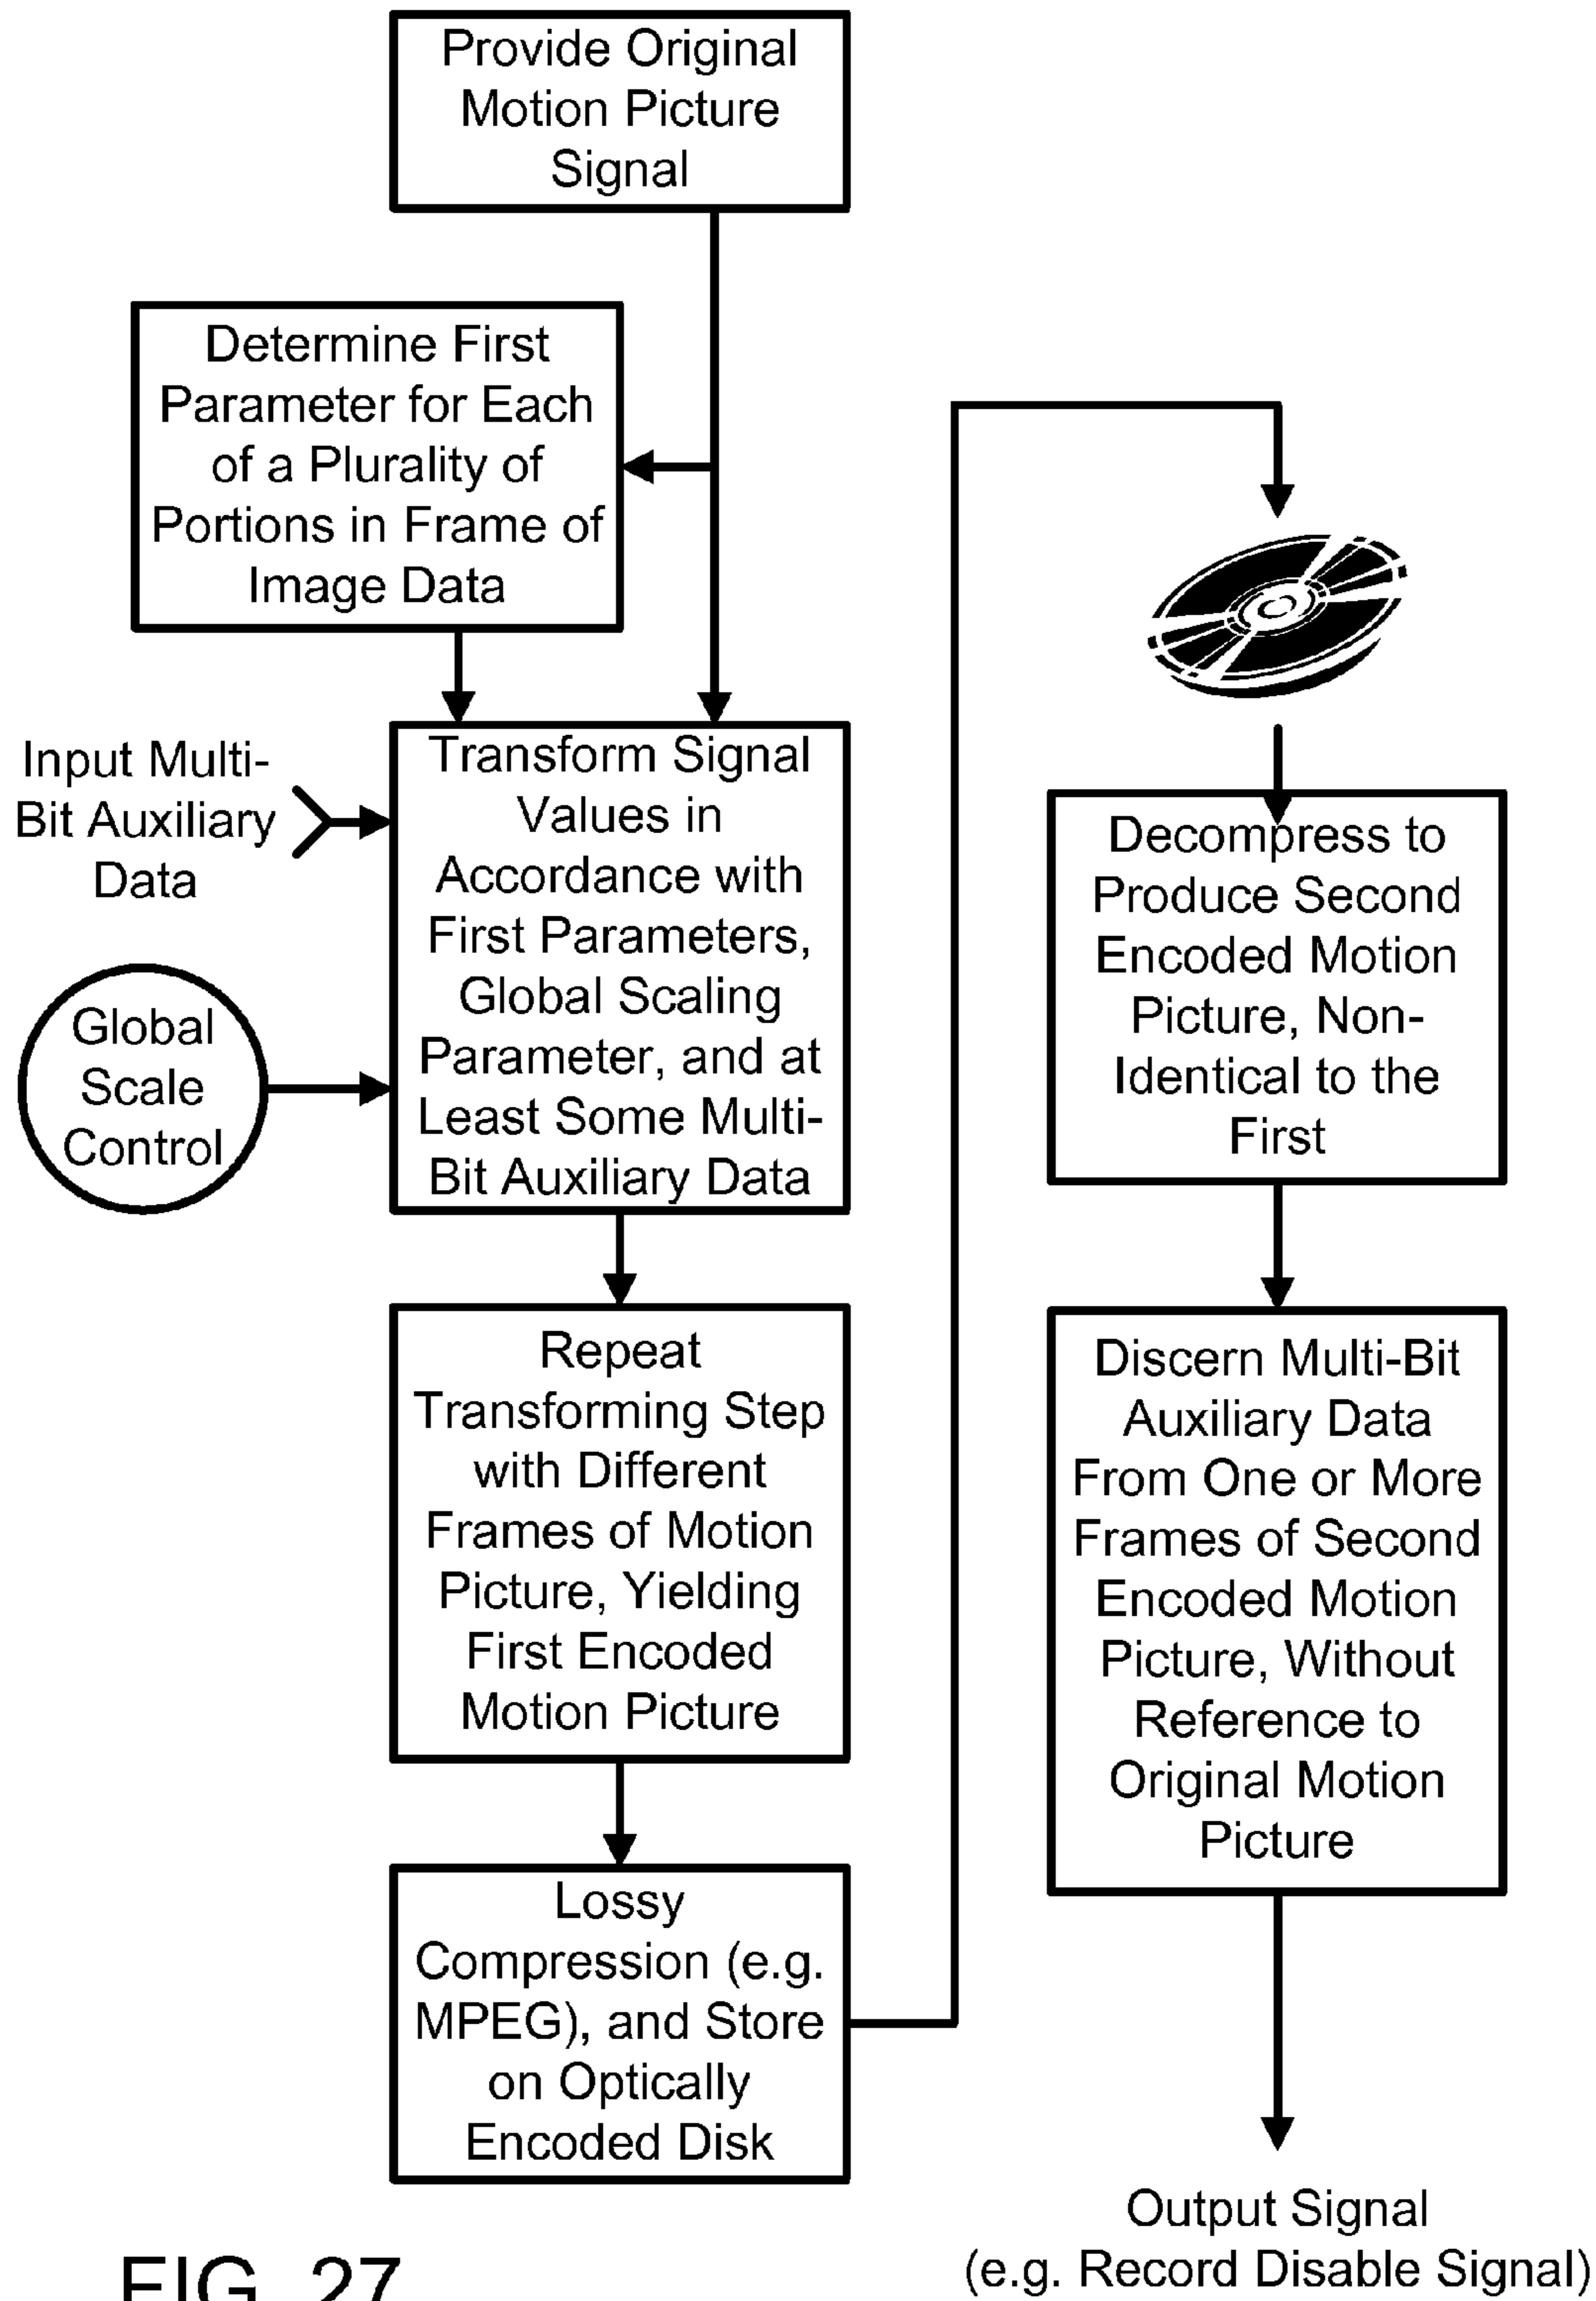 Provide Original
Motion Picture
Signal
Determine First
Parameter for Each
of a Plurality of
Portions in Frame of
Image Data
Input Multi-
Bit Auxiliary
Data
Global
Scale
Control
Transform Signal
Values in
Accordance with
First Parameters,
Global Scaling
Parameter, and at
Least Some Multi-
Bit Auxiliary Data
Repeat
Transforming Step
with Different
Frames of Motion
Picture, Yielding
First Encoded
Motion Picture
Lossy
Compression (e.g.
MPEG), and Store
on Optically
Encoded Disk
Decompress to
Produce Second
Encoded Motion
Picture, Non-
Identical to the
First
Discern Multi-Bit
Auxiliary Data
From One or More
Frames of Second
Encoded Motion
Picture, Without
Reference to
Original Motion
Picture
Output Signal
(e.g. Record Disable Signal)
FIG. 27